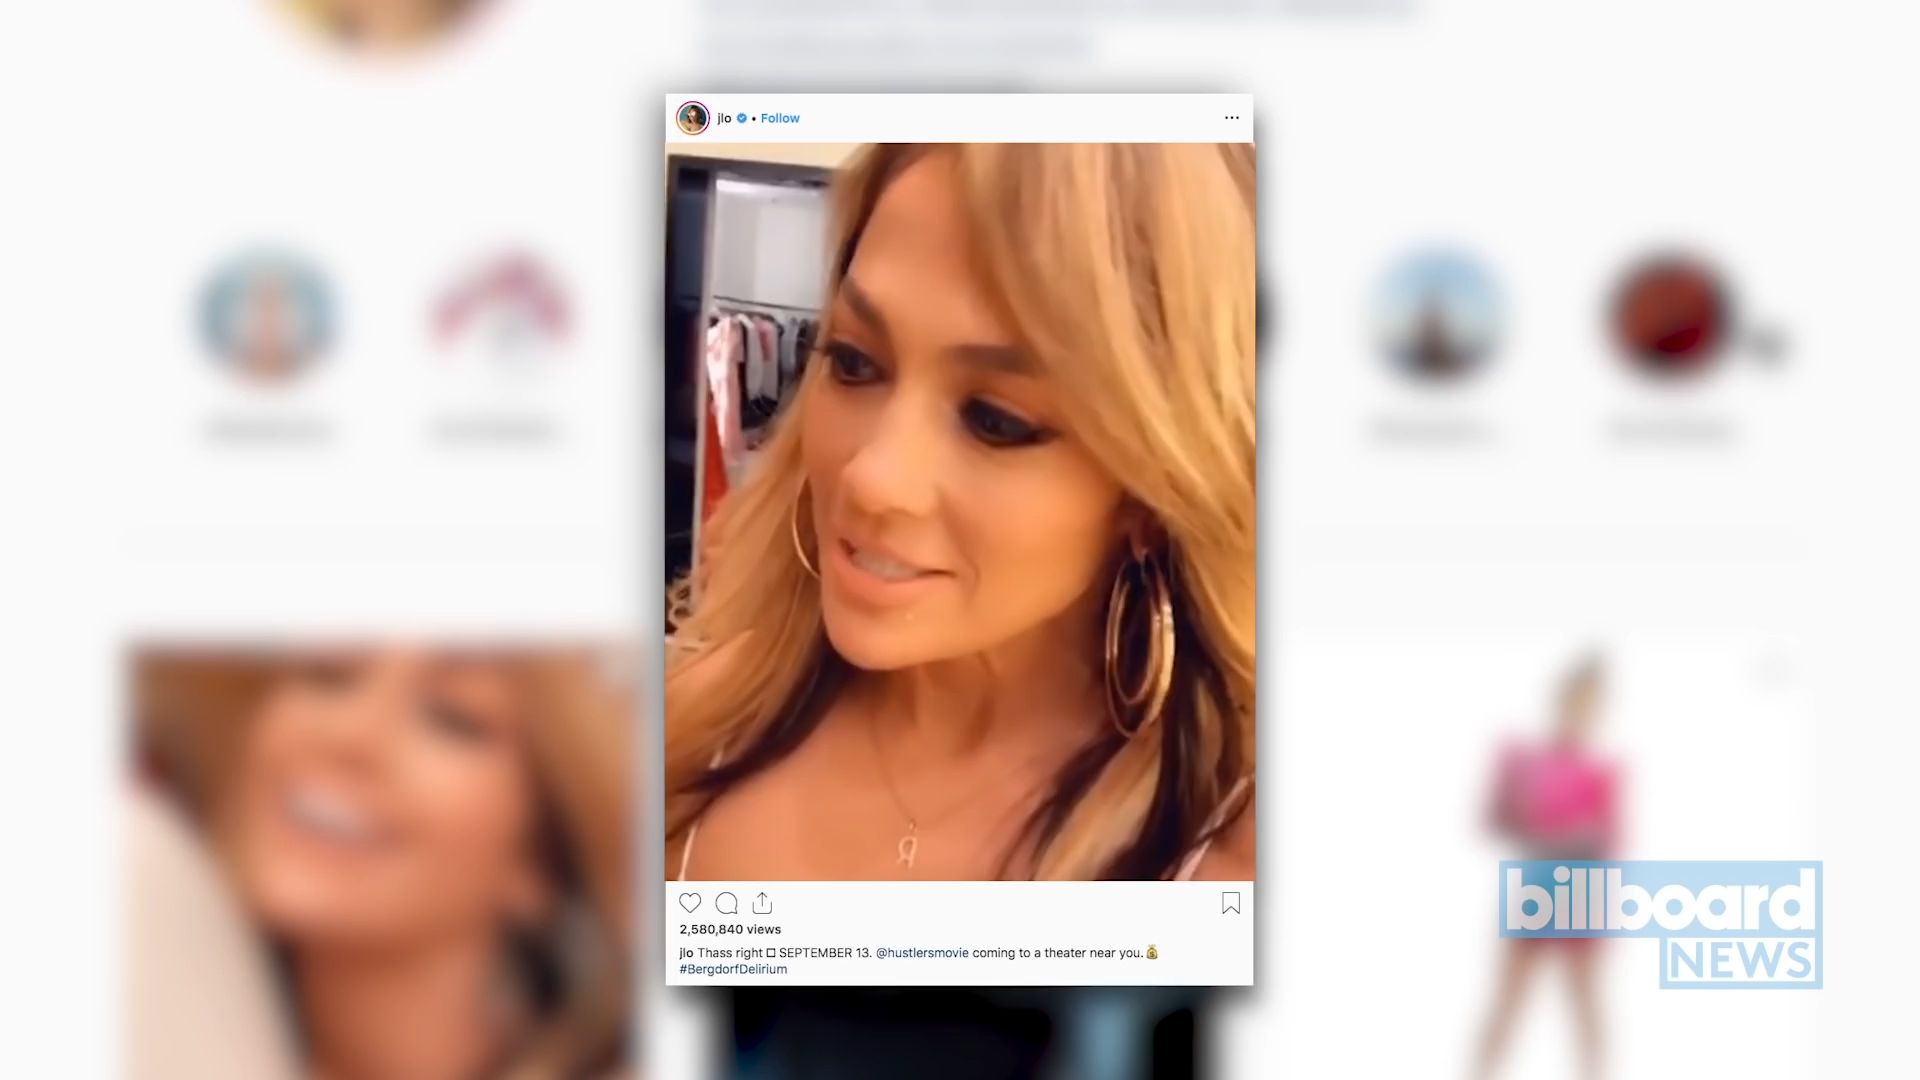 jlo • Follow
2,580,840 views
jlo Thass right □ SEPTEMBER 13. @hustlersmovie coming to a theater near you.💰
#BergdorfDelirium
billboard
NEWS